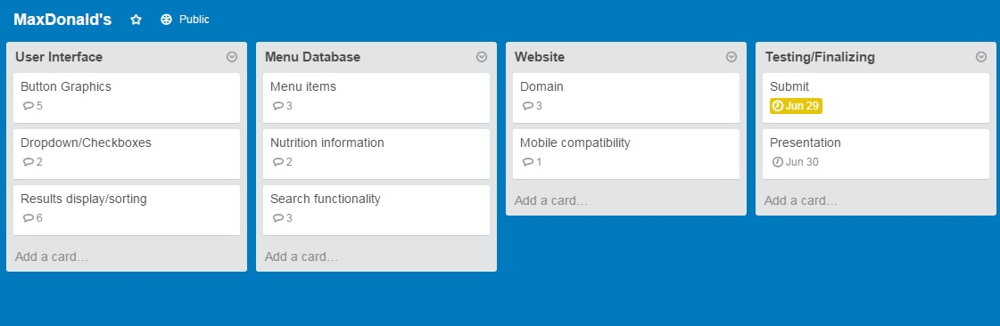 MaxDonald's Public
User Interface
Button Graphics
5
Dropdown/Checkboxes
2
Results display/sorting
6
Add a card…
Menu Database
Menu items
3
Nutrition information
2
Search functionality
3
Add a card…
Website
Domain
3
Mobile compatibility
1
Add a card…
Testing/Finalizing
Submit
Jun 29
Presentation
Jun 30
Add a card…